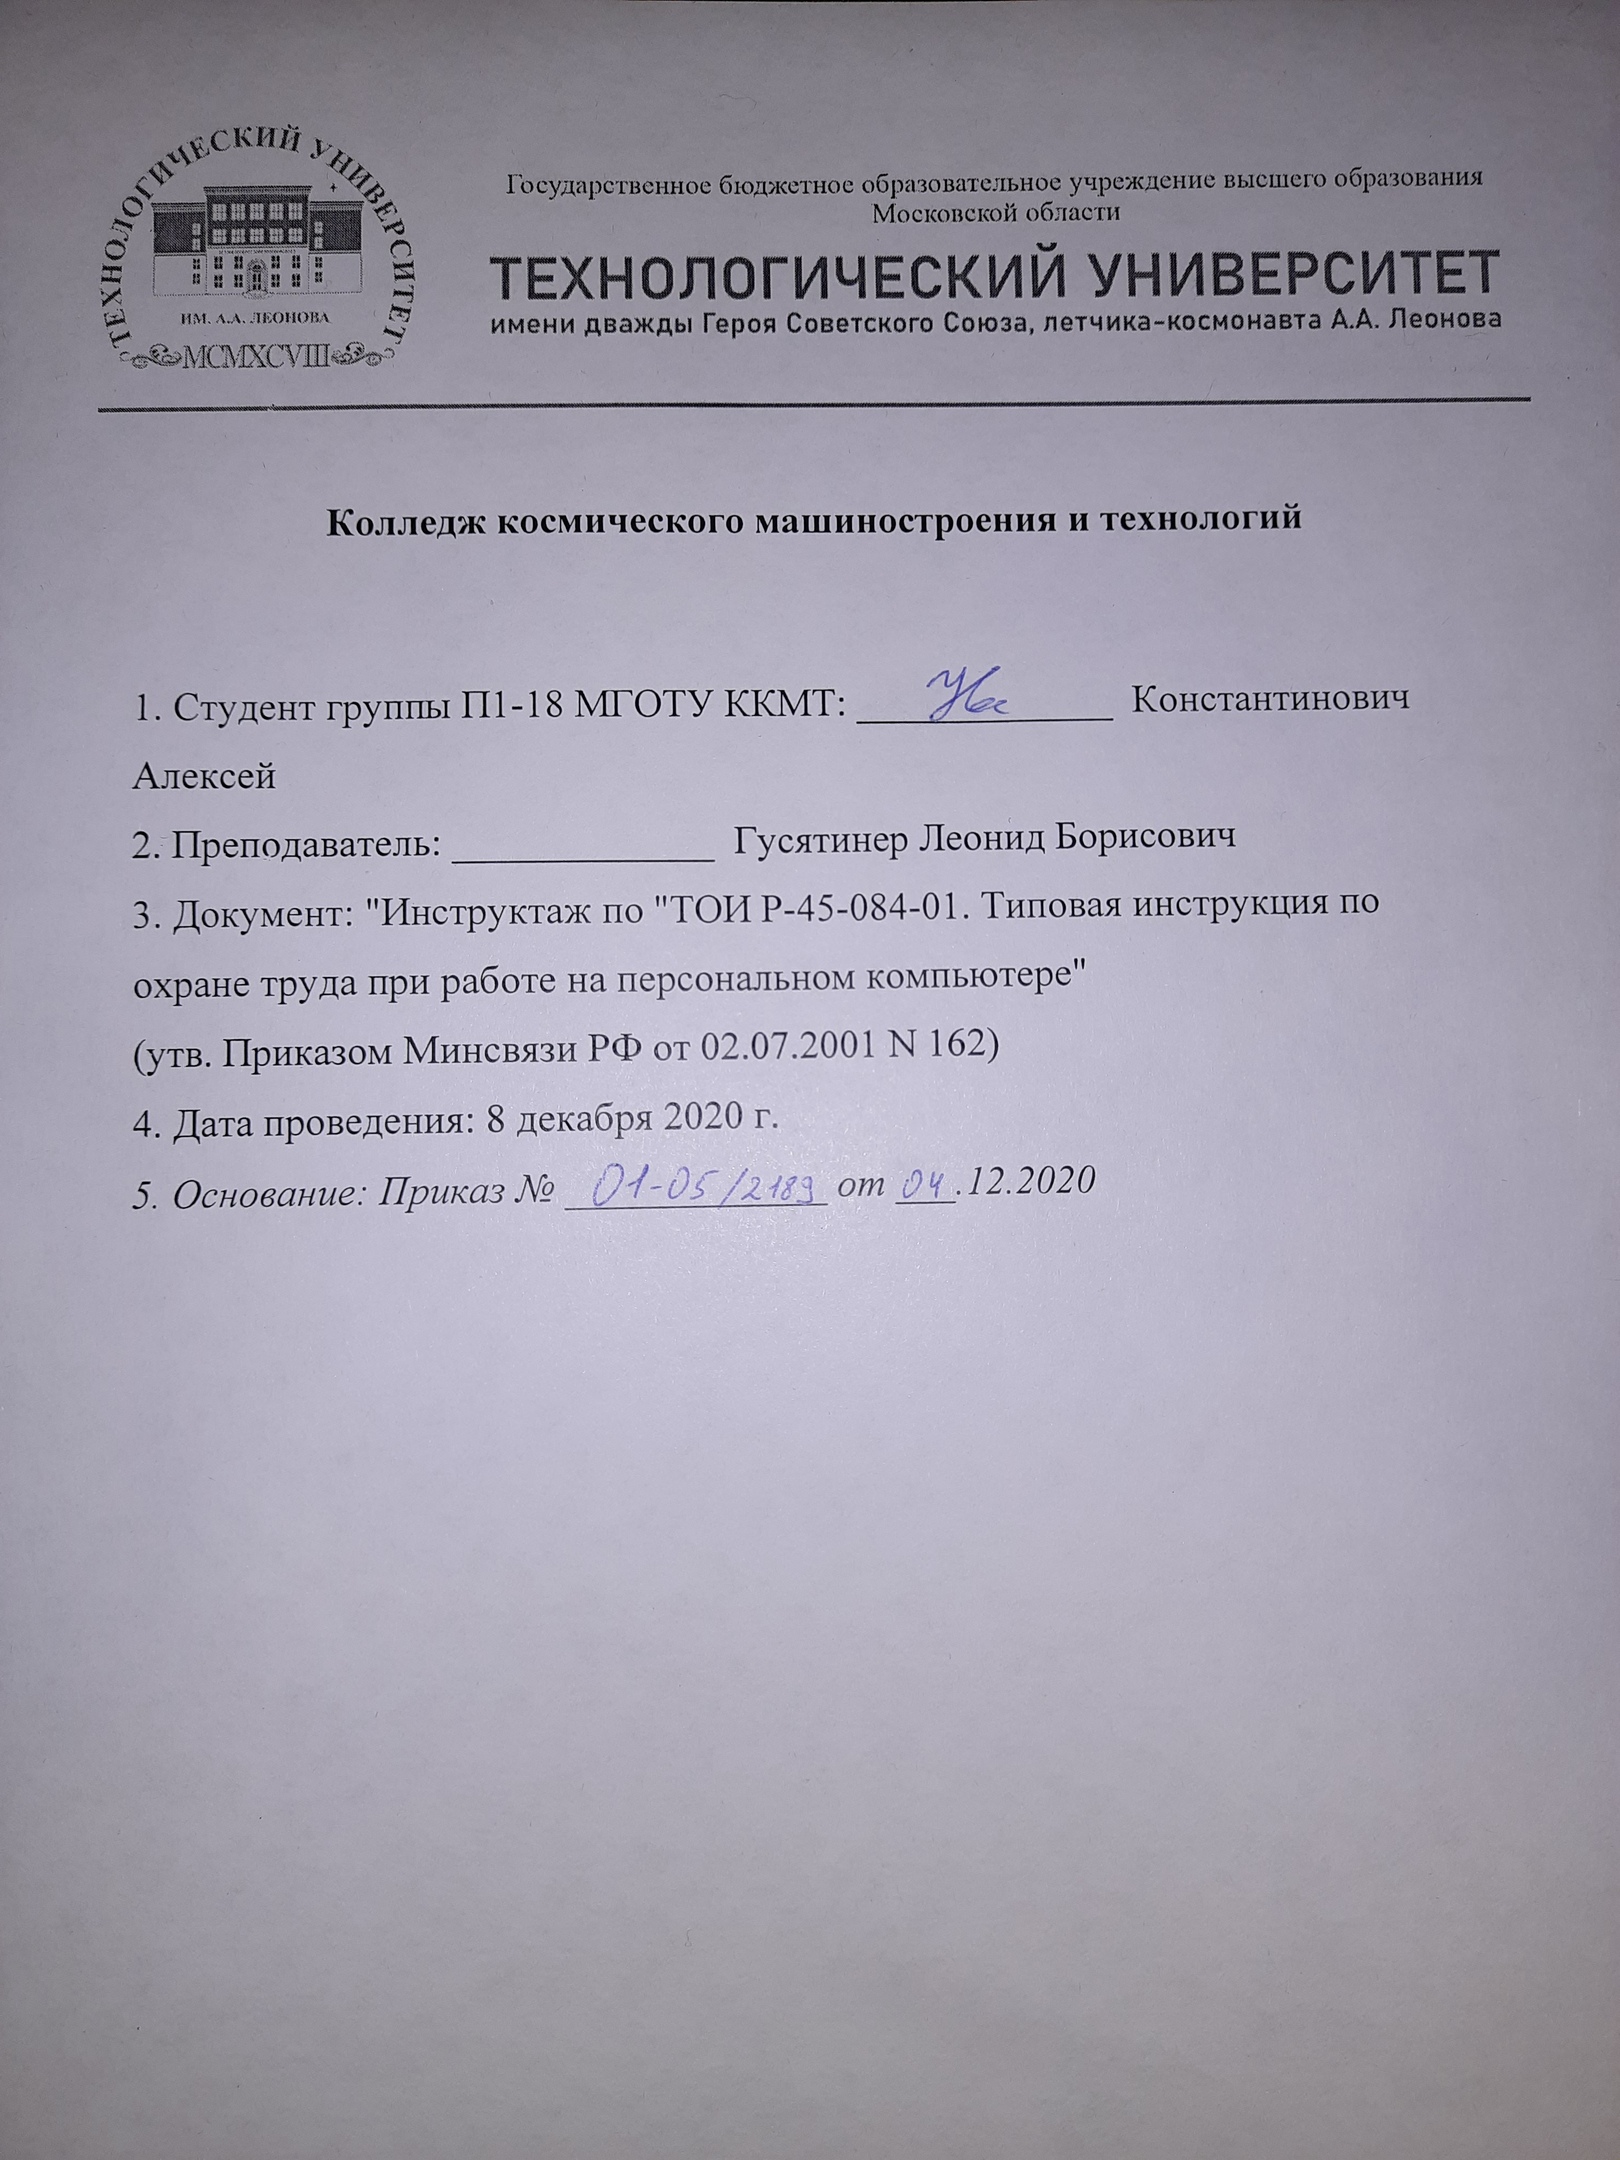 ТЕХНОЛОГИЧЕСКИЙ УНИВЕРСИТЕТ
ИМ. А.А. ЛЕОНОВА
MCMXCVIII
Государственное бюджетное образовательное учреждение высшего образования
Московской области
ТЕХНОЛОГИЧЕСКИЙ УНИВЕРСИТЕТ
имени дважды Героя Советского Союза, летчика-космонавта А.А. Леонова
Колледж космического машиностроения и технологий
1. Студент группы П1-18 МГОТУ ККМТ: ____________ Константинович
Алексей
2. Преподаватель: ____________ Гусятинер Леонид Борисович
3. Документ: "Инструктаж по "ТОИ Р-45-084-01. Типовая инструкция по
охране труда при работе на персональном компьютере"
(утв. Приказом Минсвязи РФ от 02.07.2001 N 162)
4. Дата проведения: 8 декабря 2020 г.
5. Основание: Приказ № 01-05/2189 от 04.12.2020